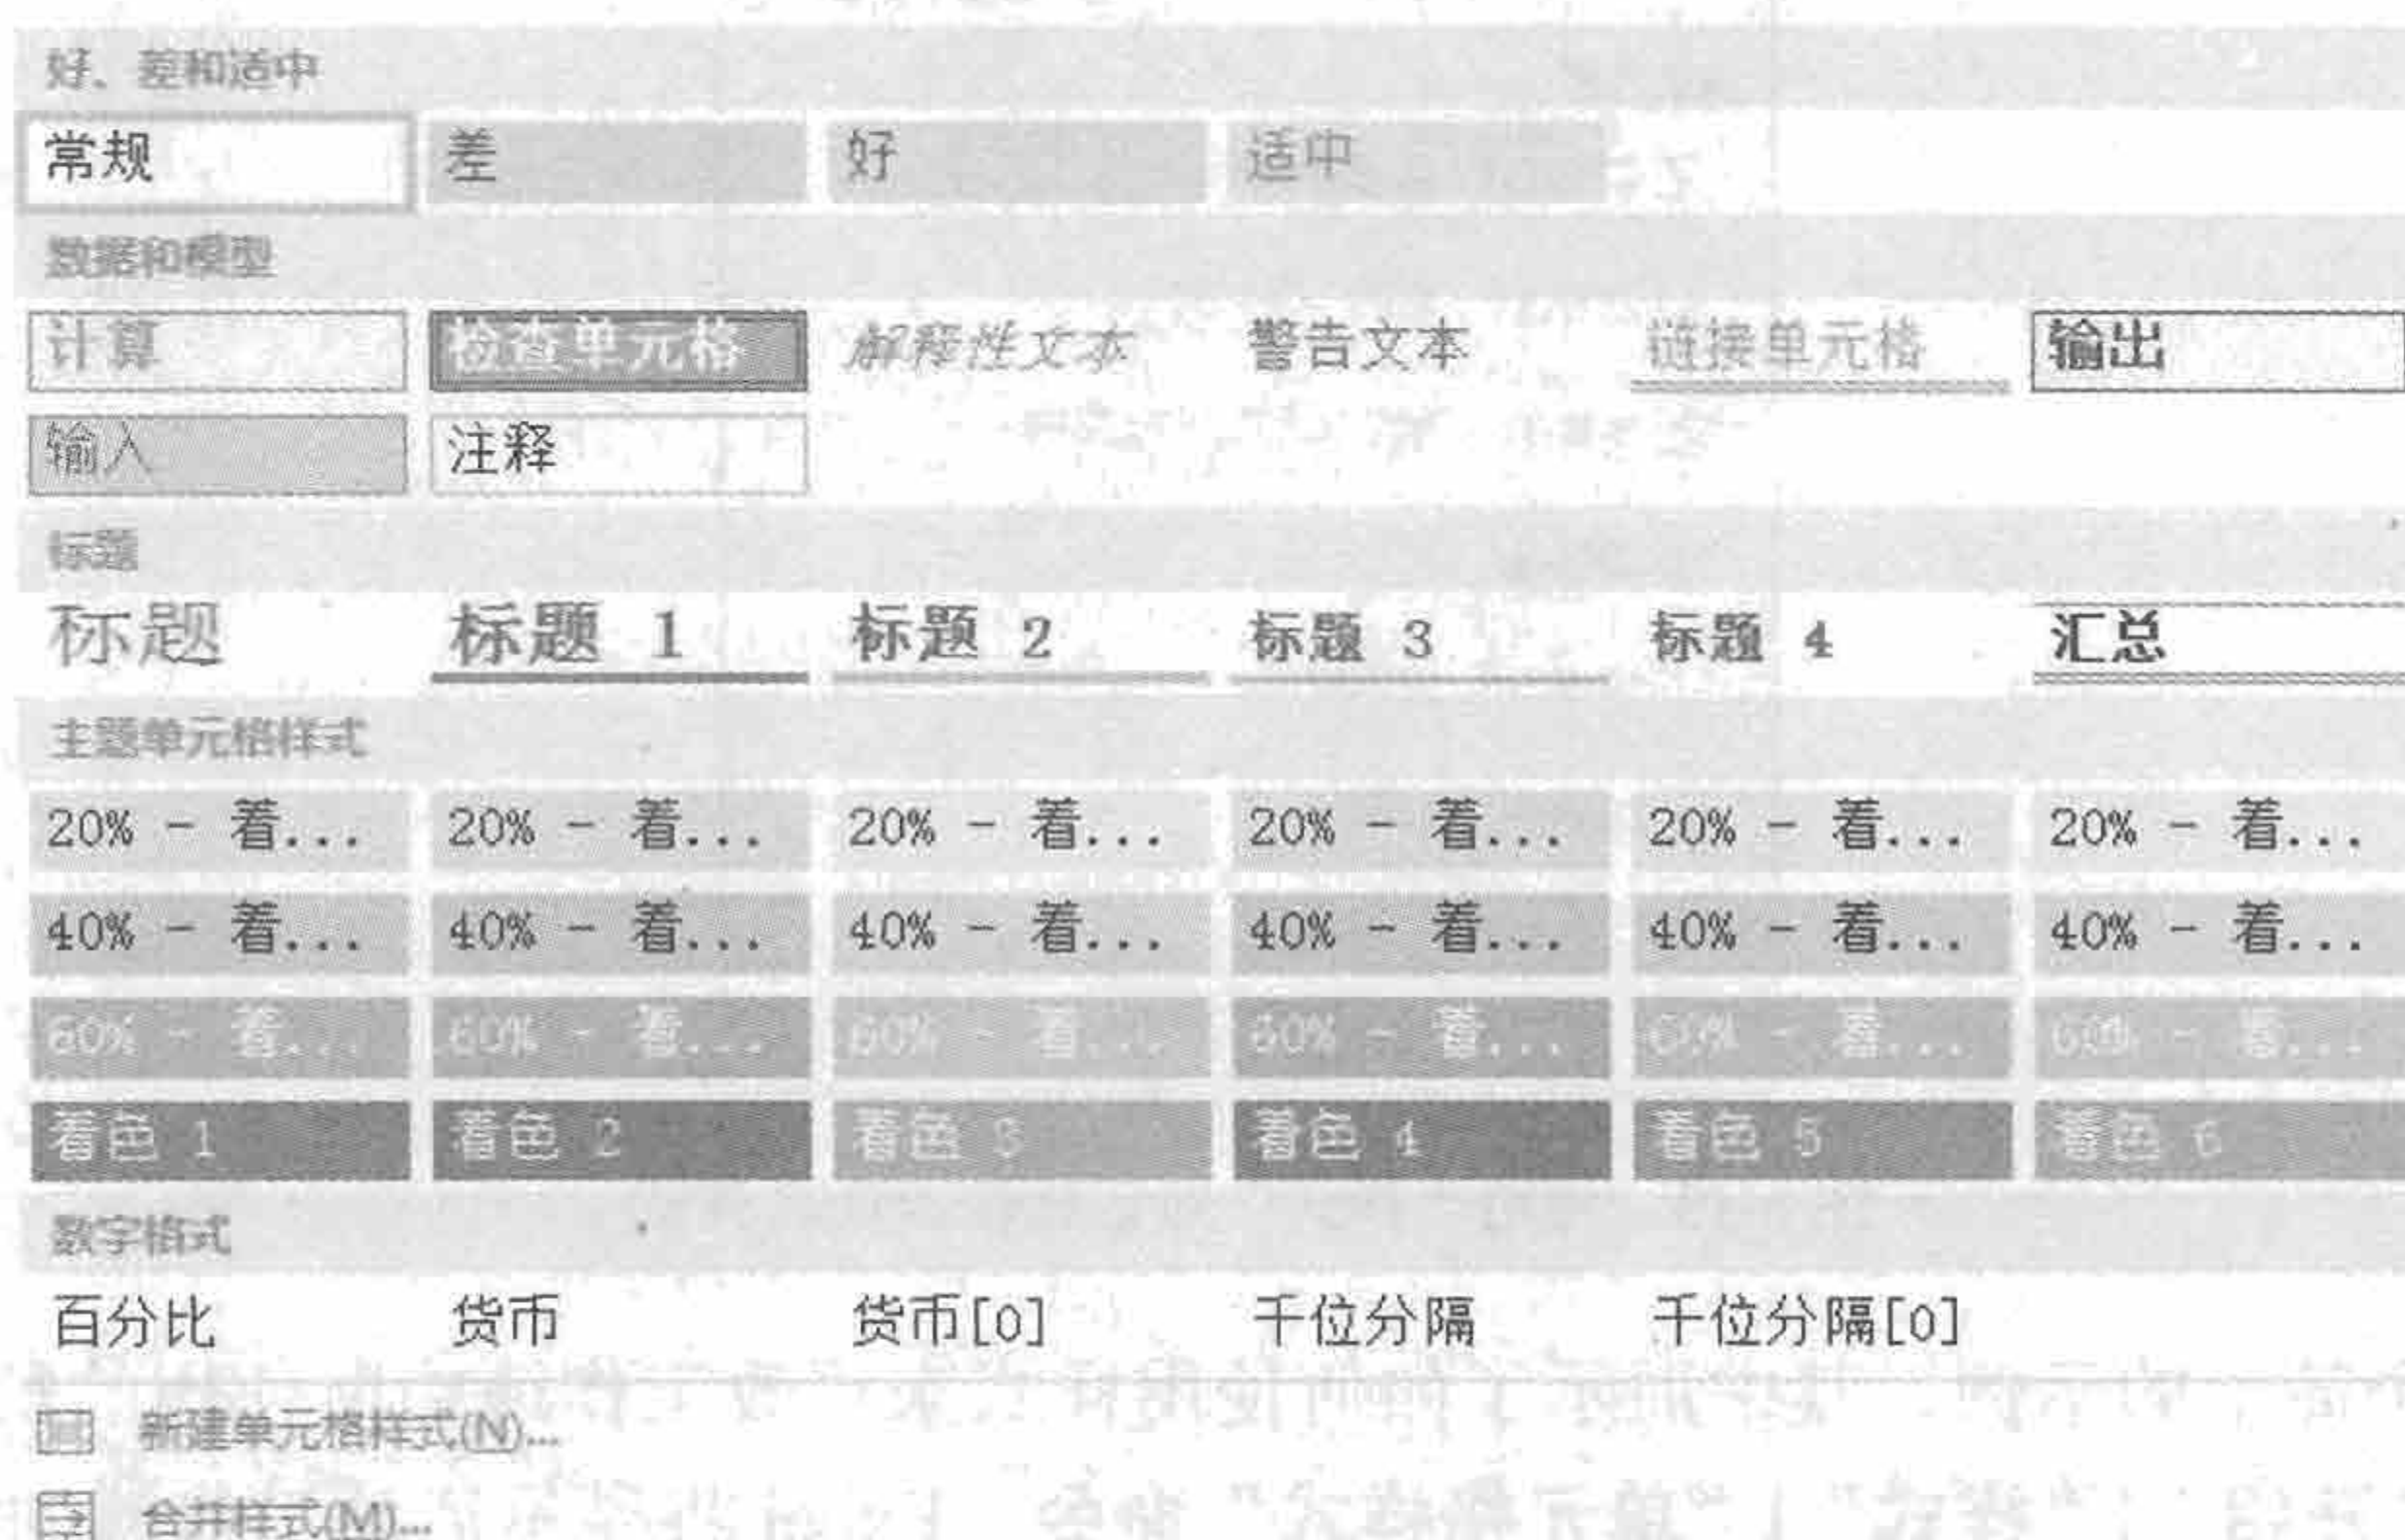 好、差和适中
常规 差 好 适中
数据和模型
计算 检查单元格 解释性文本 警告文本 链接单元格 输出
输入 注释
标题
标题 标题 1 标题 2 标题 3 标题 4 汇总
主题单元格样式
20% - 着... 20% - 着... 20% - 着... 20% - 着... 20% - 着... 20% - 着...
40% - 着... 40% - 着... 40% - 着... 40% - 着... 40% - 着... 40% - 着...
60% - 着... 60% - 着... 60% - 着... 60% - 着... 60% - 着... 60% - 着...
着色 1 着色 2 着色 3 着色 4 着色 5 着色 6
数字格式
百分比 货币 货币[0] 千位分隔 千位分隔[0]
新建单元格样式(N)...
合并样式(M)...